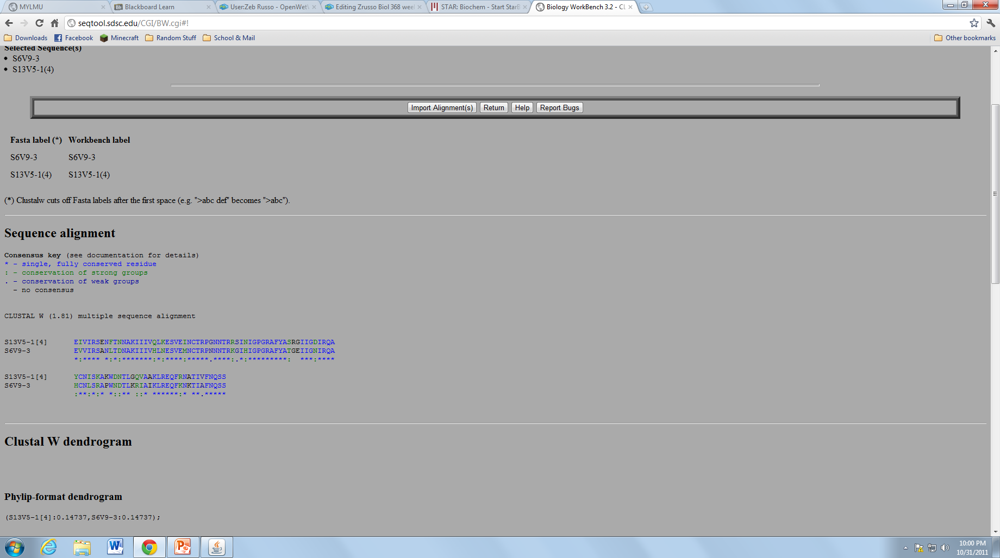 MYLMU
Blackboard Learn
User:Zeb Russo - OpenWetW
Editing Zrusso Biol 368 week
STAR: Biochem - Start StarB
Biology WorkBench 3.2 - CL
seqtool.sdsc.edu/CGI/BW.cgi#!
Downloads Facebook Minecraft Random Stuff School & Mail Other bookmarks
Selected Sequence(s)
• S6V9-3
• S13V5-1(4)
Import Alignment(s) Return Help Report Bugs
Fasta label (*) Workbench label
S6V9-3 S6V9-3
S13V5-1(4) S13V5-1(4)
(*) Clustalw cuts off Fasta labels after the first space (e.g. ">abc def" becomes ">abc").
Sequence alignment
Consensus key (see documentation for details)
* - single, fully conserved residue
: - conservation of strong groups
. - conservation of weak groups
  - no consensus
CLUSTAL W (1.81) multiple sequence alignment
S13V5-1[4]      EIVIRSENFTNNAKIIIVQLKESVEINCTRPGNNTRRSINIGPGRAFYASRGIIGDIRQA
S6V9-3          EVVIRSANLTDNAKIIIVHLNESVEMNCTRPNNNTRKGIHIGPGRAFYATGEIIGNIRQA
                *:**** *:*:*******:*:****:*****.****:.*:*********:  ***:****
S13V5-1[4]      YCNISKAKWDNTLGQVAAKLREQFRNATIVFNQSS
S6V9-3          HCNLSRAPWNDTLKRIAIKLREQFKNKTIAFNQSS
                :**:*:* *::** ::* ******:* **.*****
Clustal W dendrogram
Phylip-format dendrogram
(S13V5-1[4]:0.14737,S6V9-3:0.14737);
10:00 PM
10/31/2011